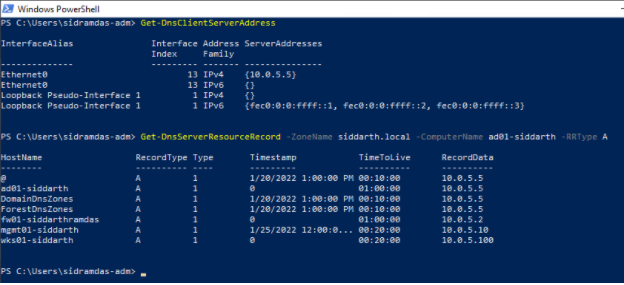 Windows PowerShell
PS C:\Users\sidramdas-adm> Get-DnsClientServerAddress
InterfaceAlias Interface Address ServerAddresses
Index Family
-------------- --------- ------- ---------------
Ethernet0 13 IPv4 {10.0.5.5}
Ethernet0 13 IPv6 {}
Loopback Pseudo-Interface 1 1 IPv4 {}
Loopback Pseudo-Interface 1 1 IPv6 {fec0:0:0:ffff::1, fec0:0:0:ffff::2, fec0:0:0:ffff::3}
PS C:\Users\sidramdas-adm> Get-DnsServerResourceRecord -ZoneName siddarth.local -ComputerName ad01-siddarth -RRType A
HostName RecordType Type Timestamp TimeToLive RecordData
-------- ---------- ---- --------- ---------- ----------
@ A 1 1/20/2022 1:00:00 PM 00:10:00 10.0.5.5
ad01-siddarth A 1 0 01:00:00 10.0.5.5
DomainDnsZones A 1 1/20/2022 1:00:00 PM 00:10:00 10.0.5.5
ForestDnsZones A 1 1/20/2022 1:00:00 PM 00:10:00 10.0.5.5
fw01-siddarthramdas A 1 0 01:00:00 10.0.5.2
mgmt01-siddarth A 1 1/25/2022 12:00:0... 00:20:00 10.0.5.10
wks01-siddarth A 1 0 00:20:00 10.0.5.100
PS C:\Users\sidramdas-adm>